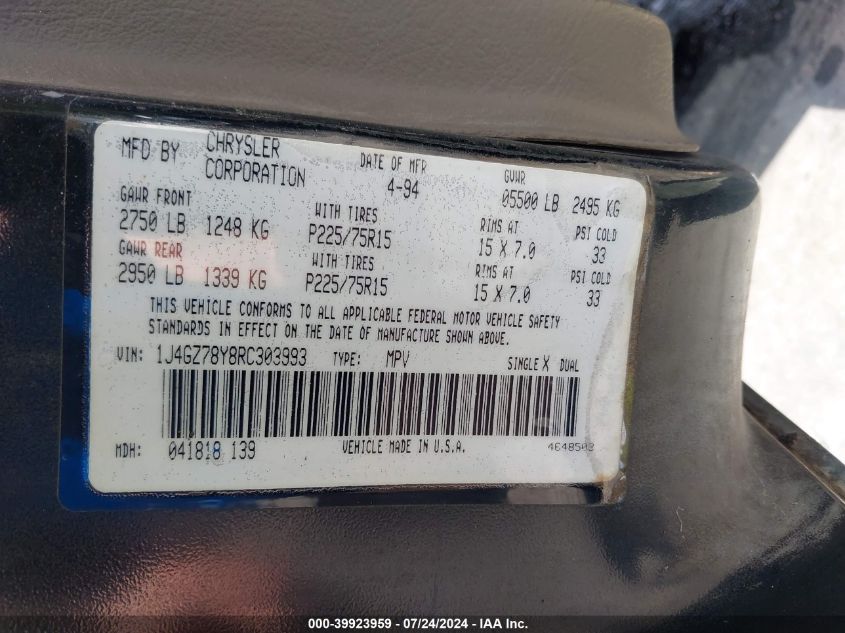 MFD BY CHRYSLER CORPORATION DATE OF MFR 4-94 GVWR 05500 LB 2495 KG
GAWR FRONT WITH TIRES RIMS AT PSI COLD
2750 LB 1248 KG P225/75R15 15 X 7.0 33
GAWR REAR WITH TIRES RIMS AT PSI COLD
2950 LB 1339 KG P225/75R15 15 X 7.0 33
THIS VEHICLE CONFORMS TO ALL APPLICABLE FEDERAL MOTOR VEHICLE SAFETY
STANDARDS IN EFFECT ON THE DATE OF MANUFACTURE SHOWN ABOVE.
VIN: 1J4GZ78Y8RC303993 TYPE: MPV SINGLE X DUAL
MDH: 041818 139 VEHICLE MADE IN U.S.A. 4648503
000-39923959 - 07/24/2024 - IAA Inc.